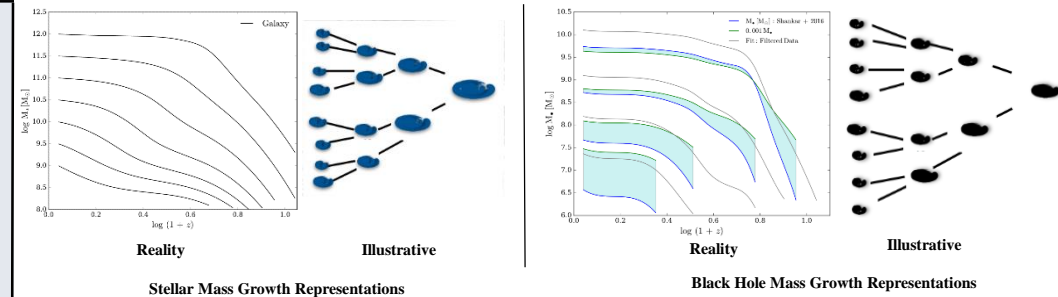 12.5
12.0
11.5
11.0
10.5
10.0
9.5
9.0
8.5
8.0
0.0
0.2
0.4
0.6
0.8
1.0
log M⋆ [M⊙]
log (1 + z)
Galaxy
Reality
Illustrative
Stellar Mass Growth Representations
10.5
10.0
9.5
9.0
8.5
8.0
7.5
7.0
6.5
6.0
0.0
0.2
0.4
0.6
0.8
1.0
log M• [M⊙]
log (1 + z)
M• [M⊙] : Shankar + 2016
0.001M⋆
Fit : Filtered Data
Reality
Illustrative
Black Hole Mass Growth Representations